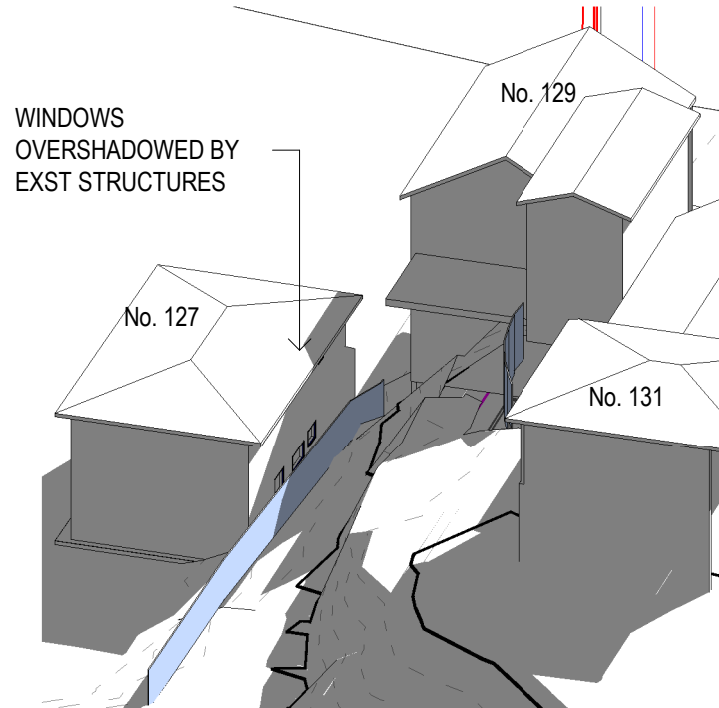 No. 129
WINDOWS
OVERSHADOWED BY
EXST STRUCTURES
No. 127
No. 131